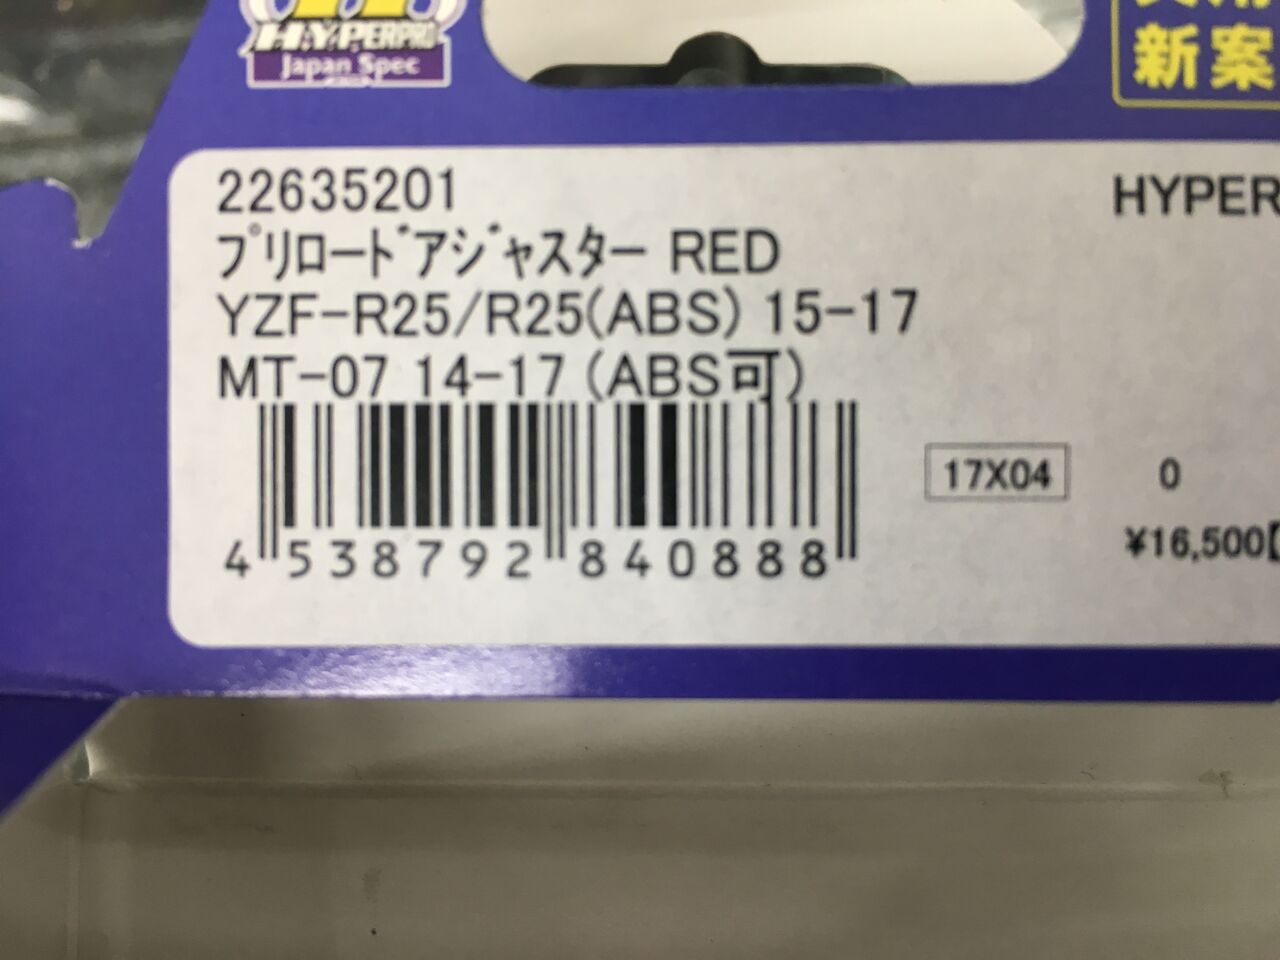 HYPERPRO
Japan Spec
新案
22635201
HYPER
ﾌﾟﾘﾛｰﾄﾞｱｼﾞｬｽﾀｰ RED
YZF-R25/R25(ABS) 15-17
MT-07 14-17 (ABS可)
17X04
0
¥16,500
4 538792 840888